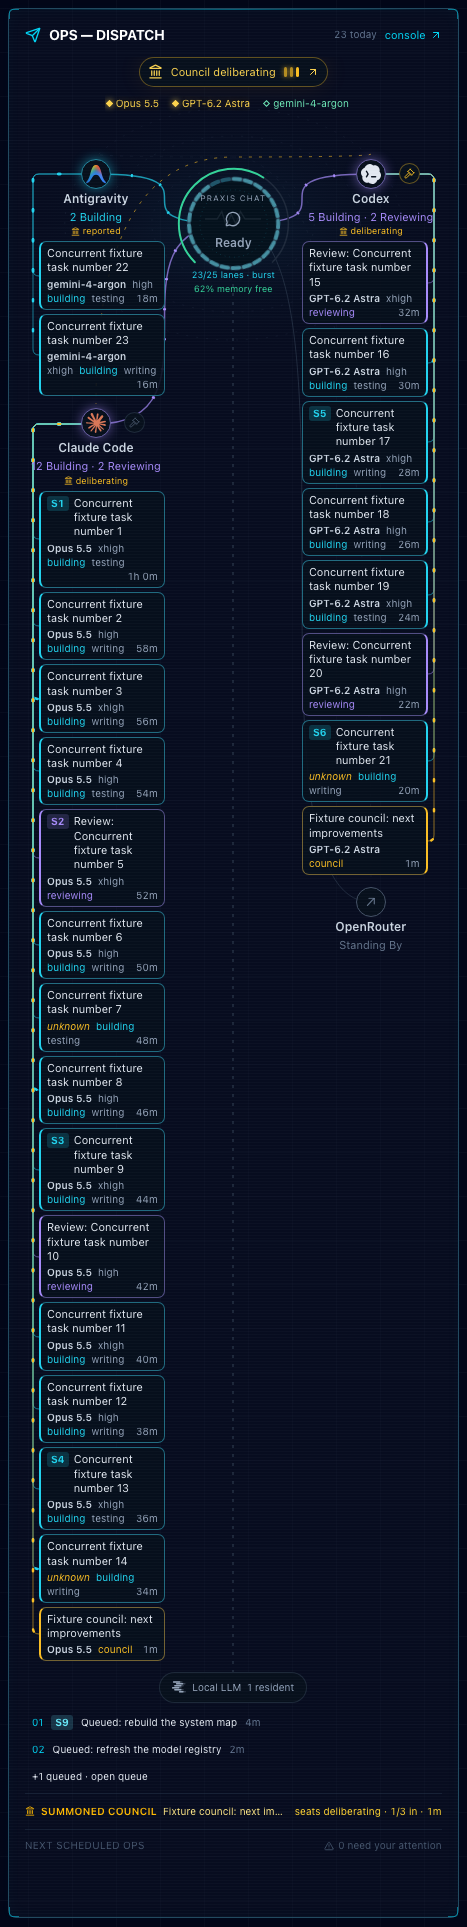 OPS — DISPATCH
23 today console
Council deliberating
Opus 5.5 GPT-6.2 Astra gemini-4-argon
PRAXIS CHAT
Ready
23/25 lanes · burst
62% memory free
Antigravity
2 Building
reported
Concurrent fixture
task number 22
gemini-4-argon high
building testing 18m
Concurrent fixture
task number 23
gemini-4-argon
xhigh building writing
16m
Claude Code
12 Building · 2 Reviewing
deliberating
S1 Concurrent
fixture task
number 1
Opus 5.5 xhigh
building testing
1h 0m
Concurrent fixture
task number 2
Opus 5.5 high
building writing 58m
Concurrent fixture
task number 3
Opus 5.5 xhigh
building writing 56m
Concurrent fixture
task number 4
Opus 5.5 high
building testing 54m
S2 Review:
Concurrent
fixture task
number 5
Opus 5.5 xhigh
reviewing 52m
Concurrent fixture
task number 6
Opus 5.5 high
building writing 50m
Concurrent fixture
task number 7
unknown building
testing 48m
Concurrent fixture
task number 8
Opus 5.5 high
building writing 46m
S3 Concurrent
fixture task
number 9
Opus 5.5 xhigh
building writing 44m
Review: Concurrent
fixture task number
10
Opus 5.5 high
reviewing 42m
Concurrent fixture
task number 11
Opus 5.5 xhigh
building writing 40m
Concurrent fixture
task number 12
Opus 5.5 high
building writing 38m
S4 Concurrent
fixture task
number 13
Opus 5.5 xhigh
building testing 36m
Concurrent fixture
task number 14
unknown building
writing 34m
Fixture council: next
improvements
Opus 5.5 council 1m
Codex
5 Building · 2 Reviewing
deliberating
Review: Concurrent
fixture task number
15
GPT-6.2 Astra xhigh
reviewing 32m
Concurrent fixture
task number 16
GPT-6.2 Astra high
building testing 30m
S5 Concurrent
fixture task
number 17
GPT-6.2 Astra xhigh
building writing 28m
Concurrent fixture
task number 18
GPT-6.2 Astra high
building writing 26m
Concurrent fixture
task number 19
GPT-6.2 Astra xhigh
building testing 24m
Review: Concurrent
fixture task number
20
GPT-6.2 Astra high
reviewing 22m
S6 Concurrent
fixture task
number 21
unknown building
writing 20m
Fixture council: next
improvements
GPT-6.2 Astra
council 1m
OpenRouter
Standing By
Local LLM 1 resident
01 S9 Queued: rebuild the system map 4m
02 Queued: refresh the model registry 2m
+1 queued · open queue
SUMMONED COUNCIL Fixture council: next im... seats deliberating · 1/3 in · 1m
NEXT SCHEDULED OPS 0 need your attention